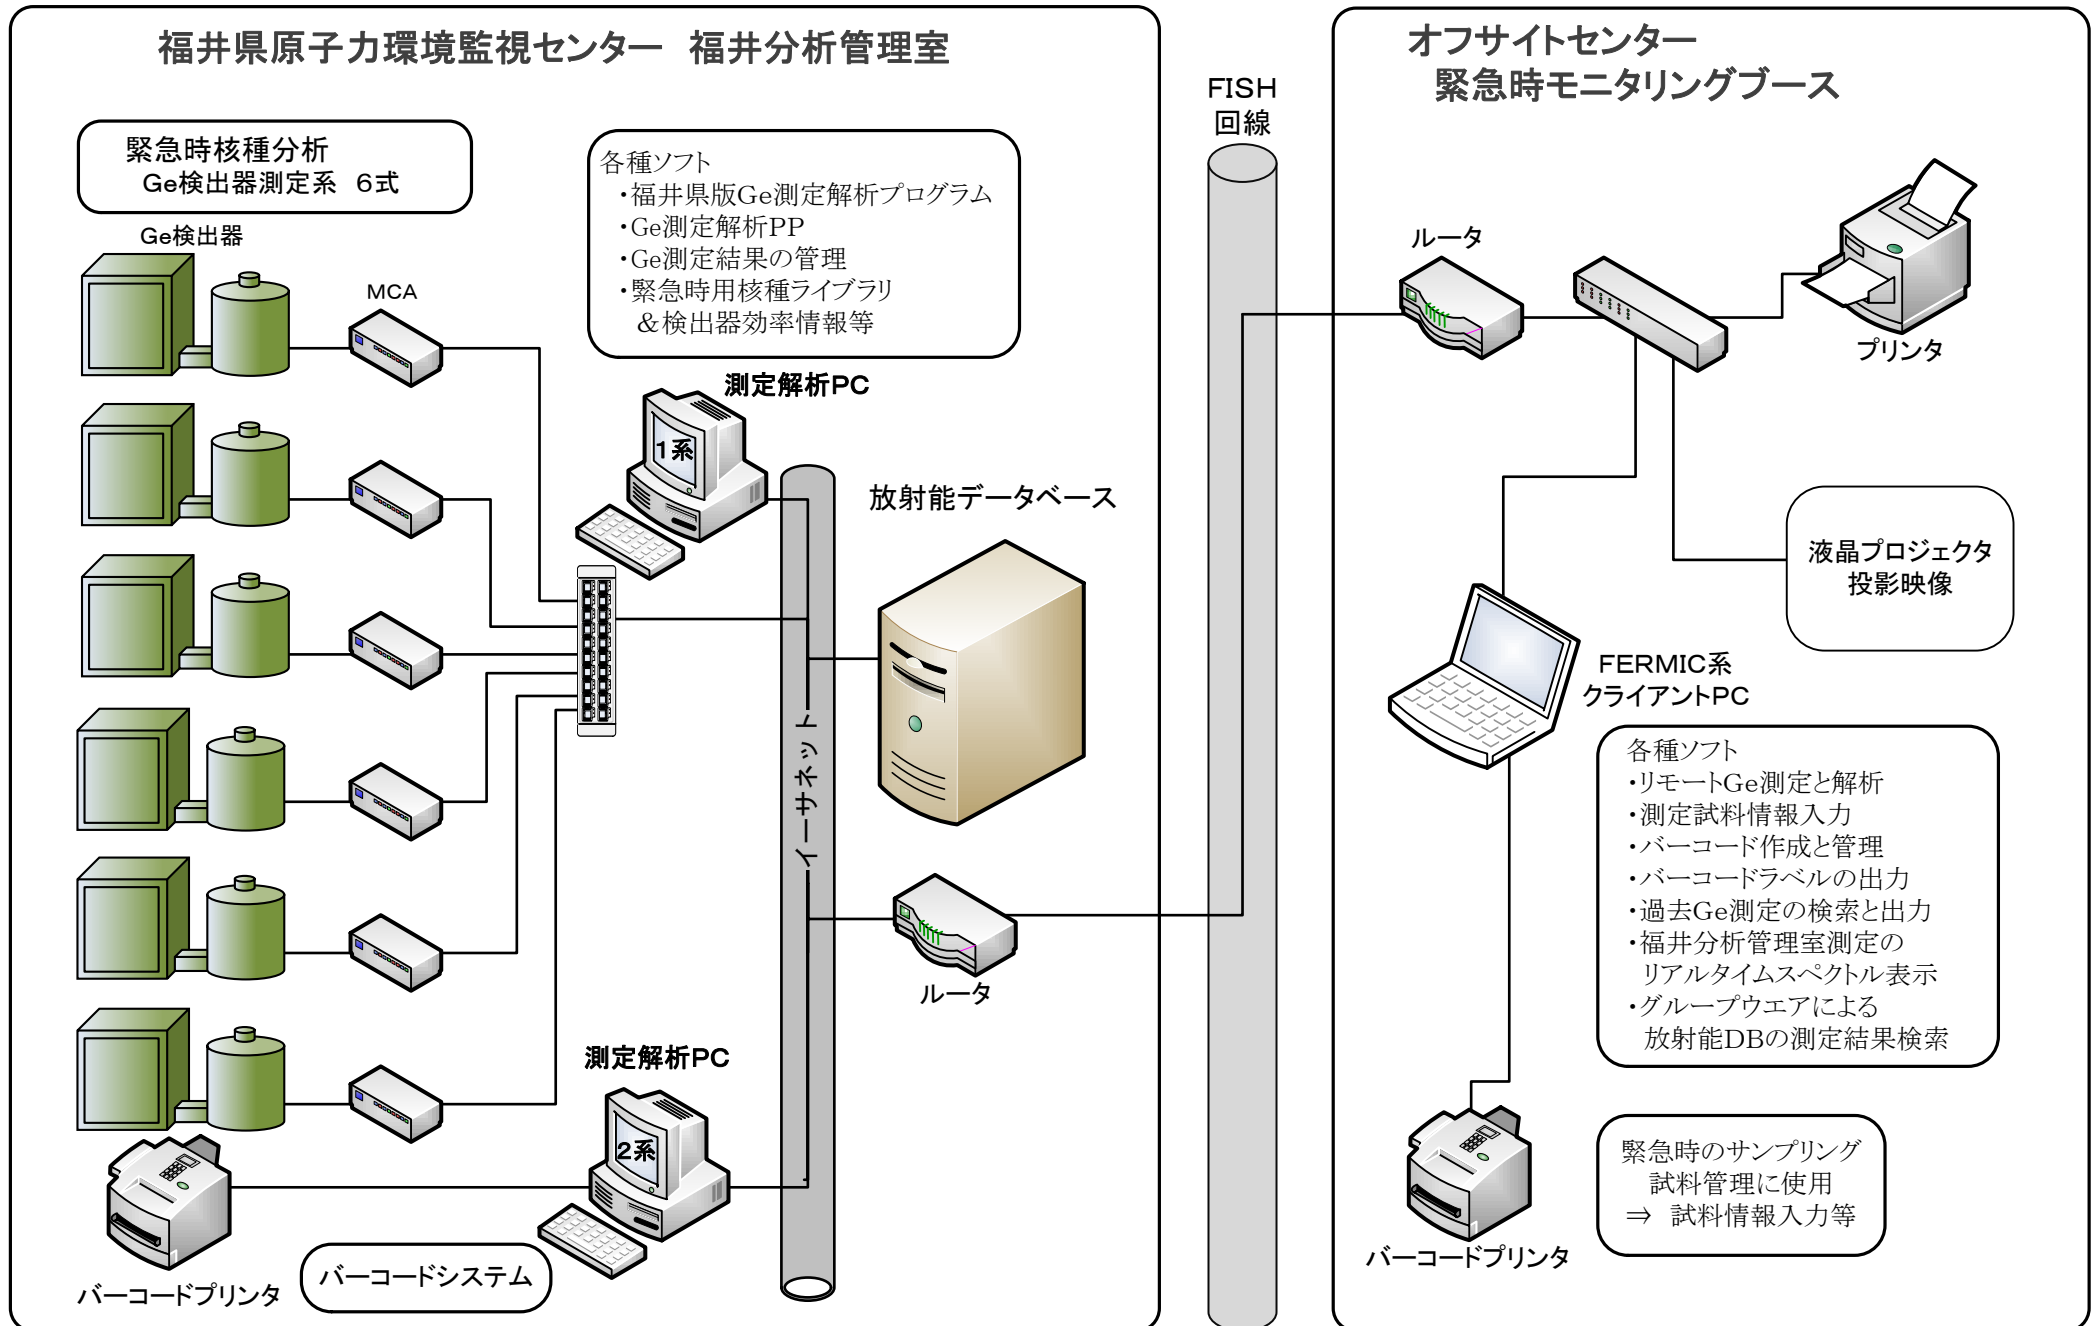 福井県原子力環境監視センター　福井分析管理室
緊急時核種分析
Ge検出器測定系　6式
Ge検出器
MCA
各種ソフト
・福井県版Ge測定解析プログラム
・Ge測定解析PP
・Ge測定結果の管理
・緊急時用核種ライブラリ
＆検出器効率情報等
測定解析PC
1系
放射能データベース
イーサネット
ルータ
測定解析PC
2系
バーコードプリンタ
バーコードシステム
FISH
回線
オフサイトセンター
緊急時モニタリングブース
ルータ
プリンタ
液晶プロジェクタ
投影映像
FERMIC系
クライアントPC
各種ソフト
・リモートGe測定と解析
・測定試料情報入力
・バーコード作成と管理
・バーコードラベルの出力
・過去Ge測定の検索と出力
・福井分析管理室測定の
リアルタイムスペクトル表示
・グループウエアによる
放射能DBの測定結果検索
緊急時のサンプリング
試料管理に使用
⇒　試料情報入力等
バーコードプリンタ